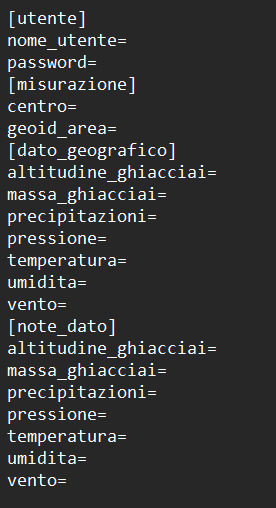 [utente]
nome_utente=
password=
[misurazione]
centro=
geoid_area=
[dato_geografico]
altitudine_ghiacciai=
massa_ghiacciai=
precipitazioni=
pressione=
temperatura=
umidita=
vento=
[note_dato]
altitudine_ghiacciai=
massa_ghiacciai=
precipitazioni=
pressione=
temperatura=
umidita=
vento=